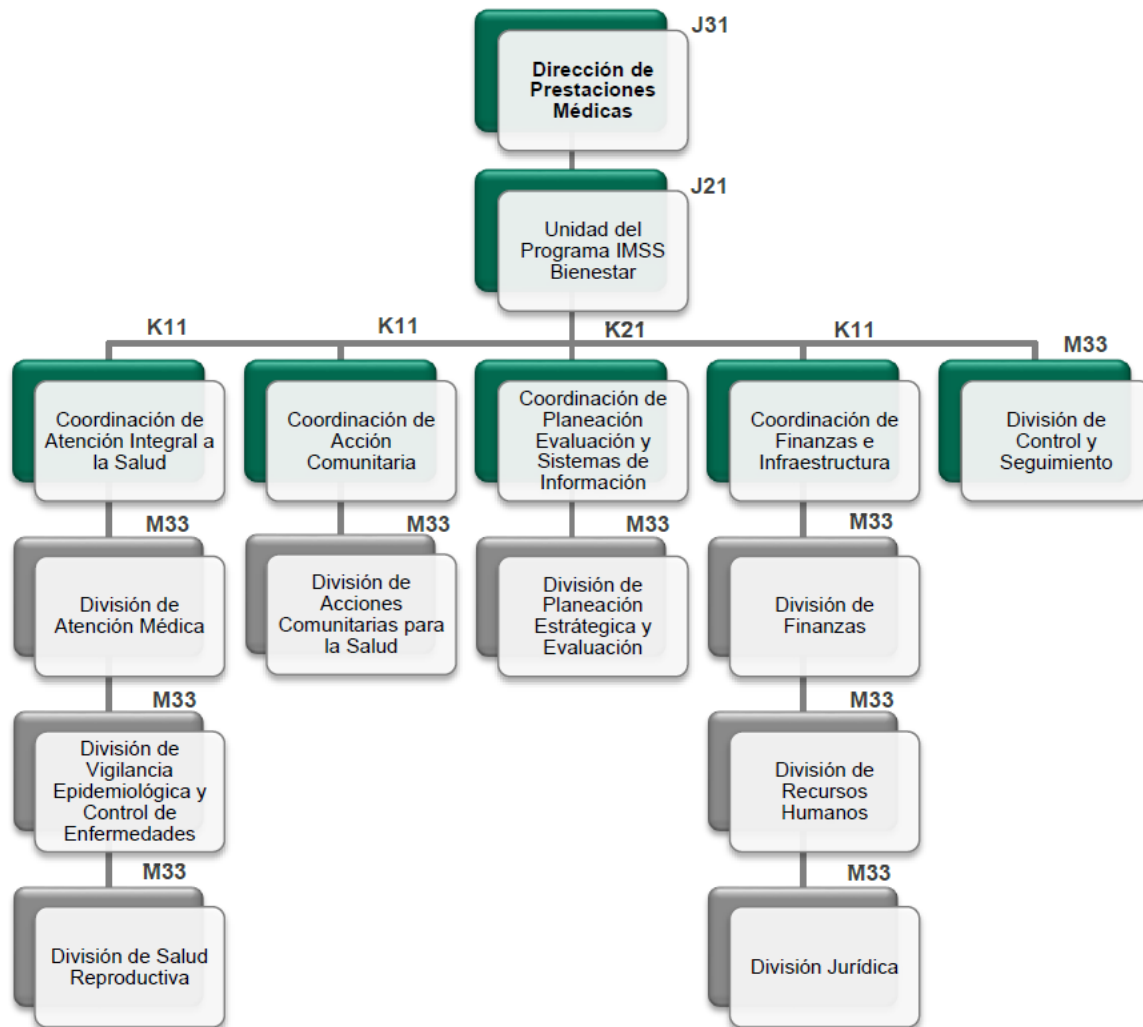 J31
Dirección de
Prestaciones
Médicas
J21
Unidad del
Programa IMSS
Bienestar
K11
K11
K21
K11
M33
Coordinación de
Atención Integral a
la Salud
Coordinación de
Acción
Comunitaria
Coordinación de
Planeación
Evaluación y
Sistemas de
Información
Coordinación de
Finanzas e
Infraestructura
División de
Control y
Seguimiento
M33
M33
M33
M33
División de
Atención Médica
División de
Acciones
Comunitarias para
la Salud
División de
Planeación
Estrátegica y
Evaluación
División de
Finanzas
M33
M33
División de
Vigilancia
Epidemiológica y
Control de
Enfermedades
División de
Recursos
Humanos
M33
M33
División de Salud
Reproductiva
División Jurídica